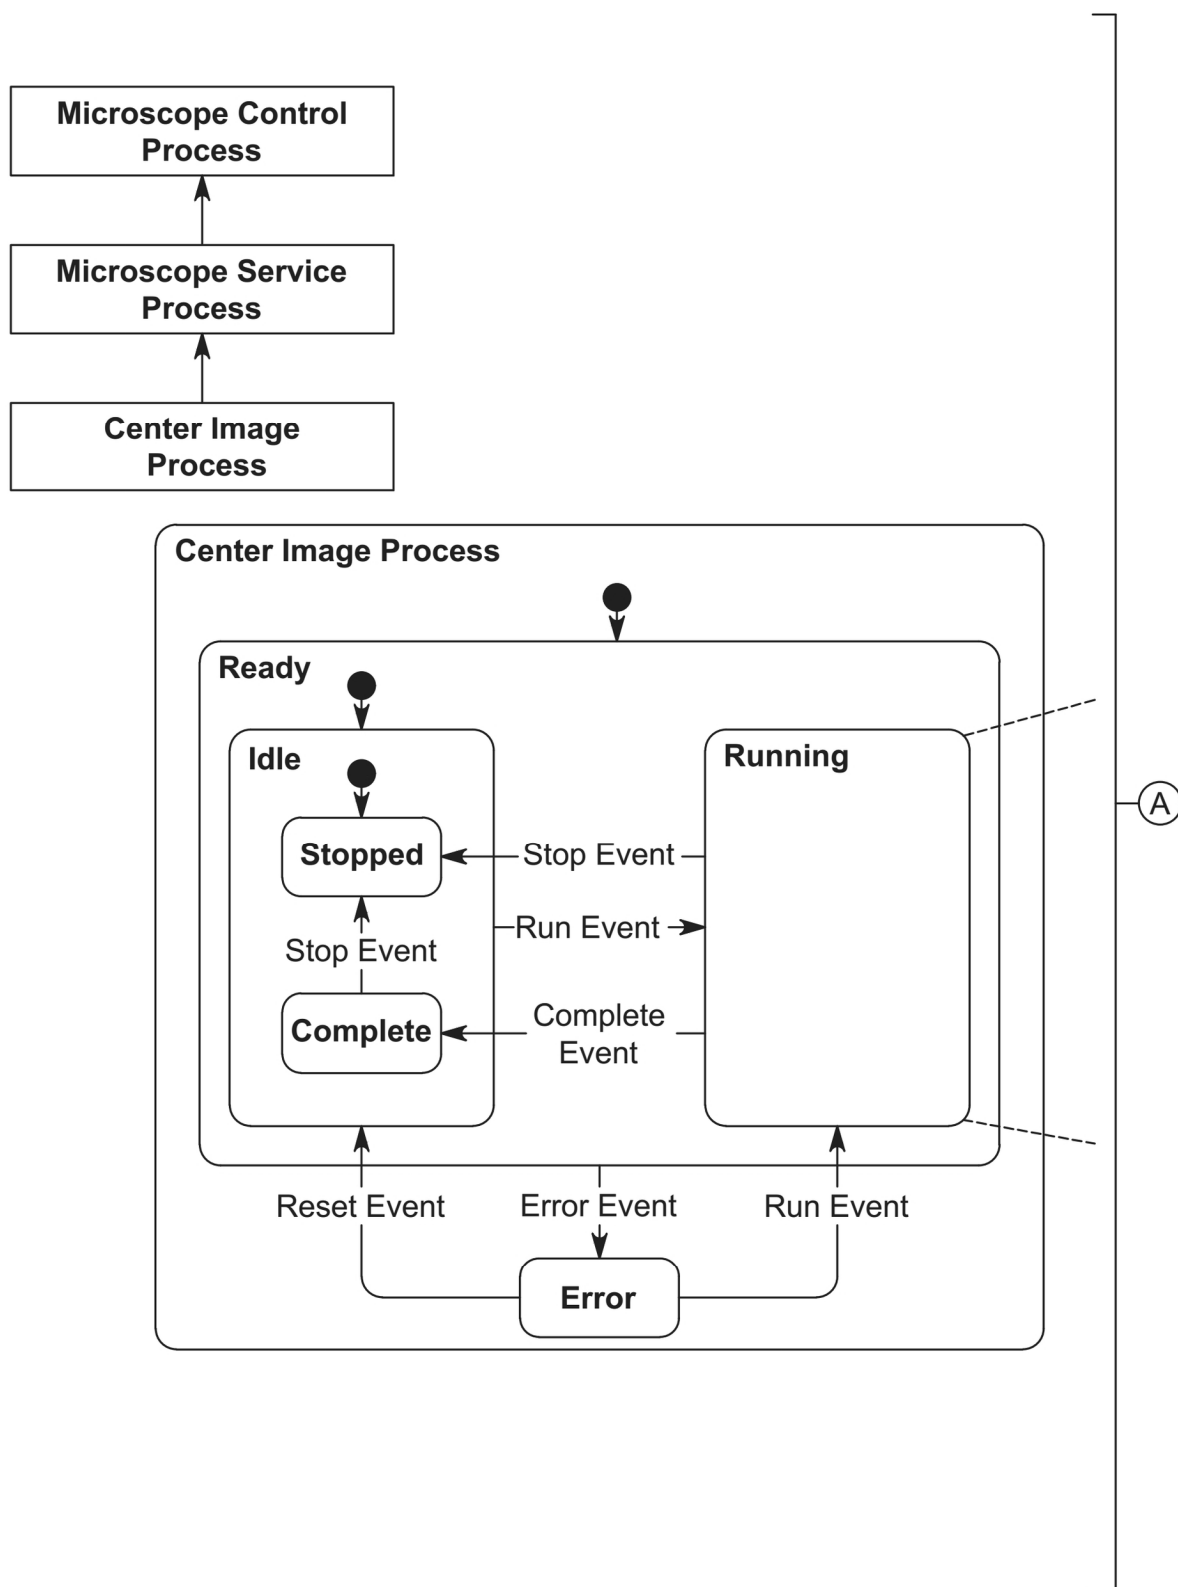 Microscope Control
Process
Microscope Service
Process
Center Image
Process
Center Image Process
Ready
Idle
Running
A
Stopped
Stop Event
Run Event
Stop Event
Complete
Complete
Event
Reset Event
Error Event
Run Event
Error